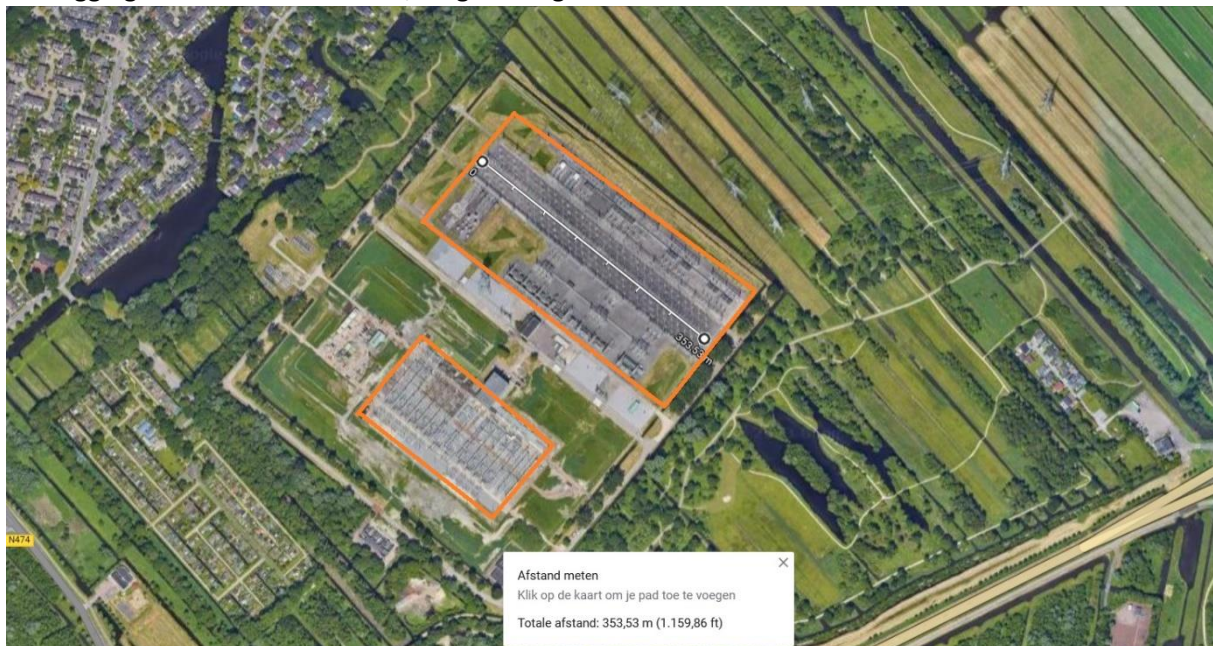 0
353,53 m
N474
Afstand meten
Klik op de kaart om je pad toe te voegen
Totale afstand: 353,53 m (1.159,86 ft)